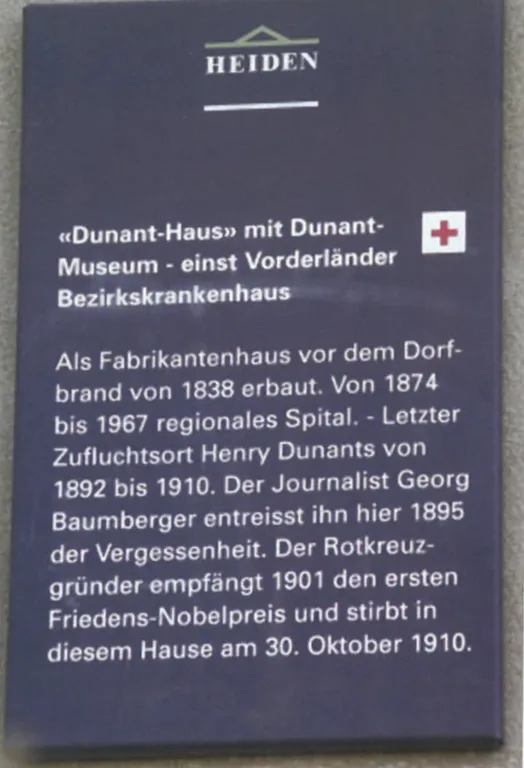 HEIDEN
«Dunant-Haus» mit Dunant-
Museum - einst Vorderländer
Bezirkskrankenhaus
Als Fabrikantenhaus vor dem Dorf-
brand von 1838 erbaut. Von 1874
bis 1967 regionales Spital. - Letzter
Zufluchtsort Henry Dunants von
1892 bis 1910. Der Journalist Georg
Baumberger entreisst ihn hier 1895
der Vergessenheit. Der Rotkreuz-
gründer empfängt 1901 den ersten
Friedens-Nobelpreis und stirbt in
diesem Hause am 30. Oktober 1910.